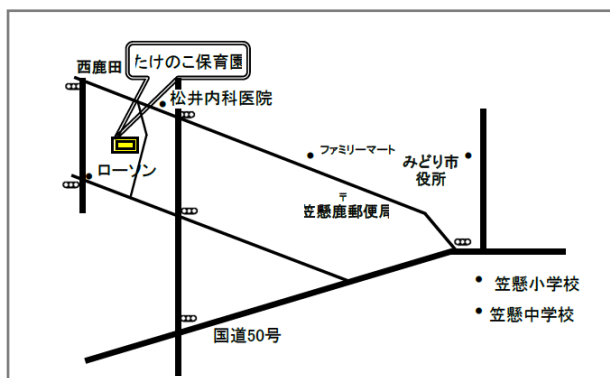 たけのこ保育園
西鹿田
松井内科医院
ファミリーマート
みどり市
役所
ローソン
〒
笠懸鹿郵便局
笠懸小学校
笠懸中学校
国道50号